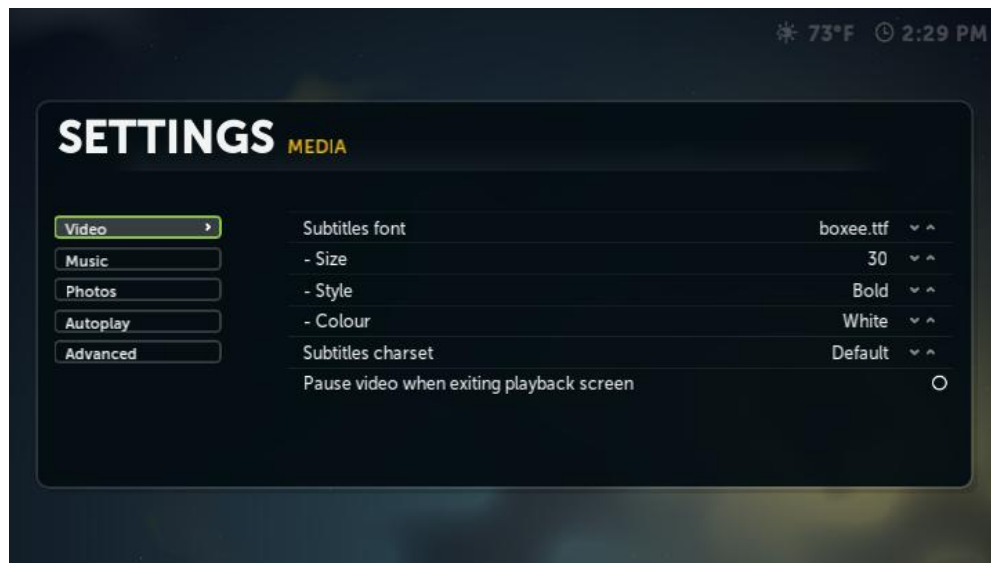 73°F 2:29 PM
SETTINGS MEDIA
Video
Music
Photos
Autoplay
Advanced
Subtitles font boxee.ttf
- Size 30
- Style Bold
- Colour White
Subtitles charset Default
Pause video when exiting playback screen